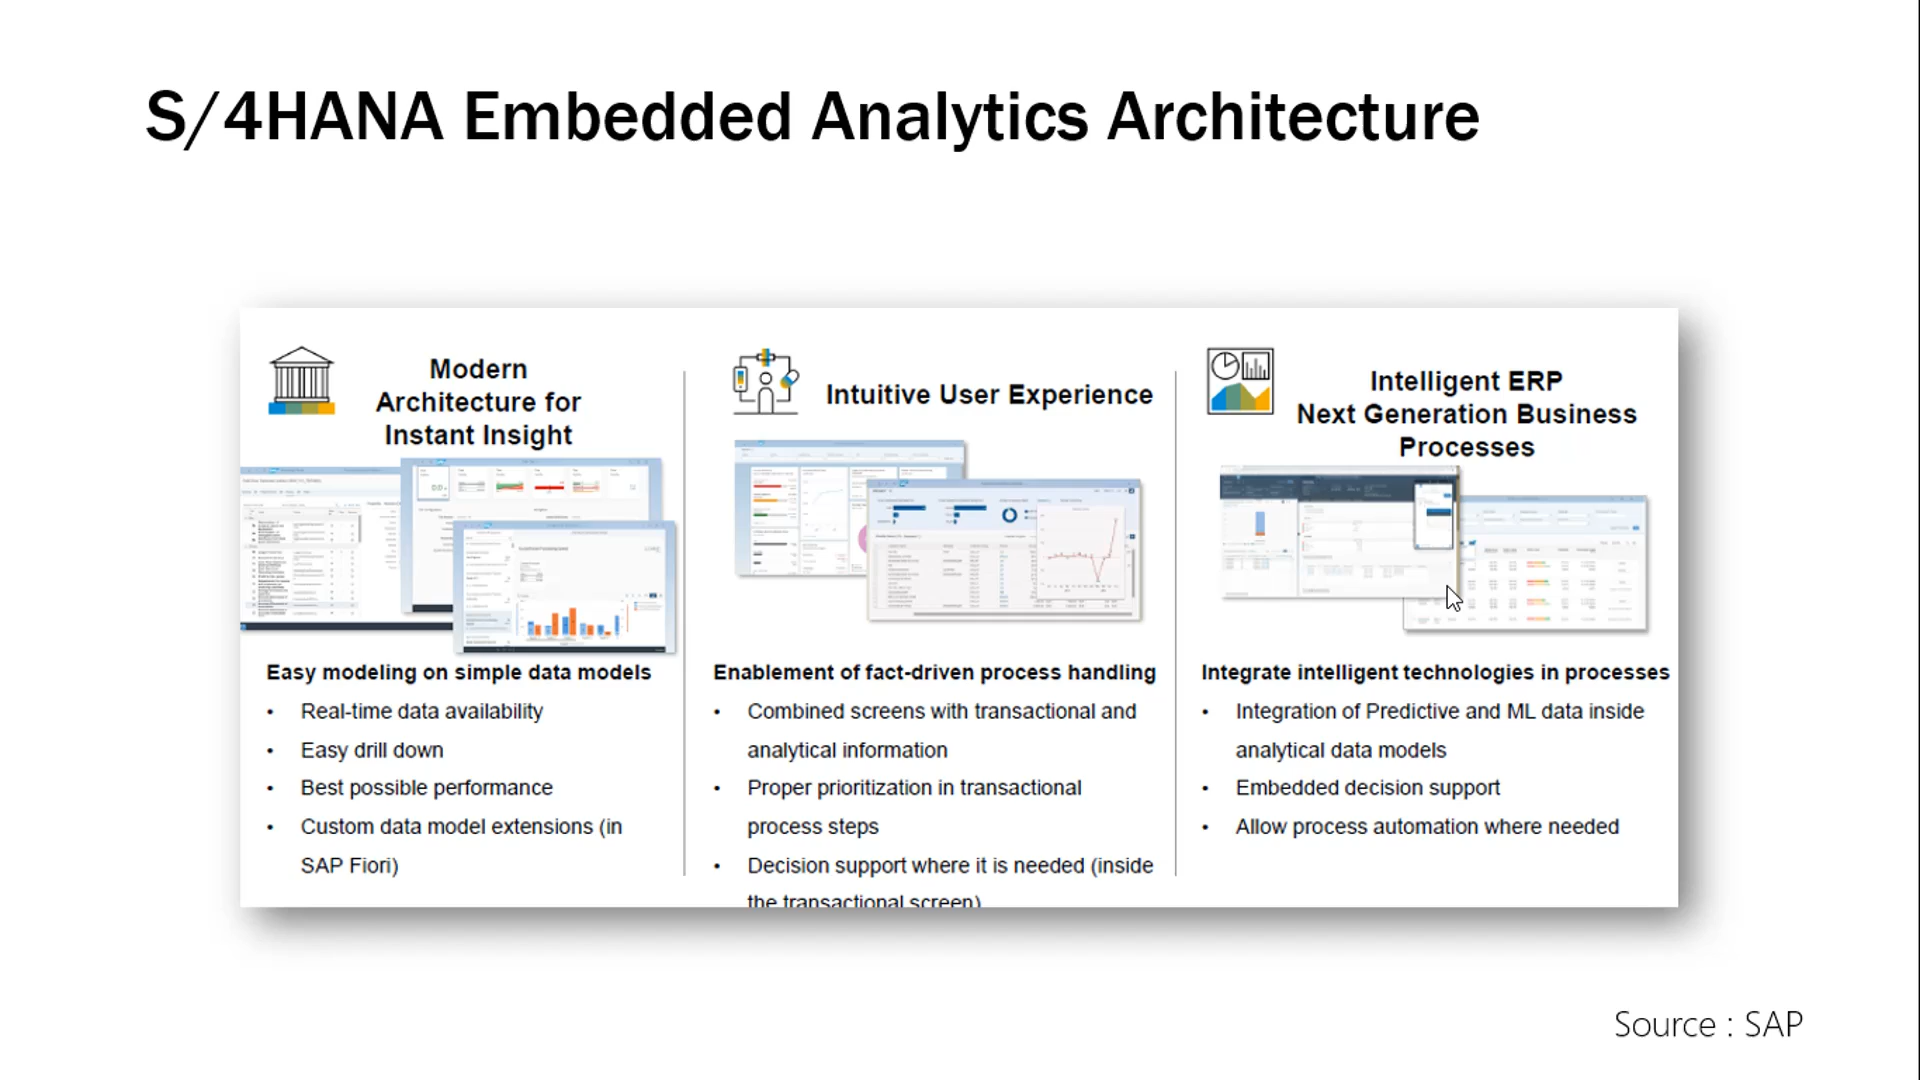 S/4HANA Embedded Analytics Architecture
Modern
Architecture for
Instant Insight
Easy modeling on simple data models
• Real-time data availability
• Easy drill down
• Best possible performance
• Custom data model extensions (in
SAP Fiori)
Intuitive User Experience
Enablement of fact-driven process handling
• Combined screens with transactional and
analytical information
• Proper prioritization in transactional
process steps
• Decision support where it is needed (inside
the transactional screen)
Intelligent ERP
Next Generation Business
Processes
Integrate intelligent technologies in processes
• Integration of Predictive and ML data inside
analytical data models
• Embedded decision support
• Allow process automation where needed
Source : SAP